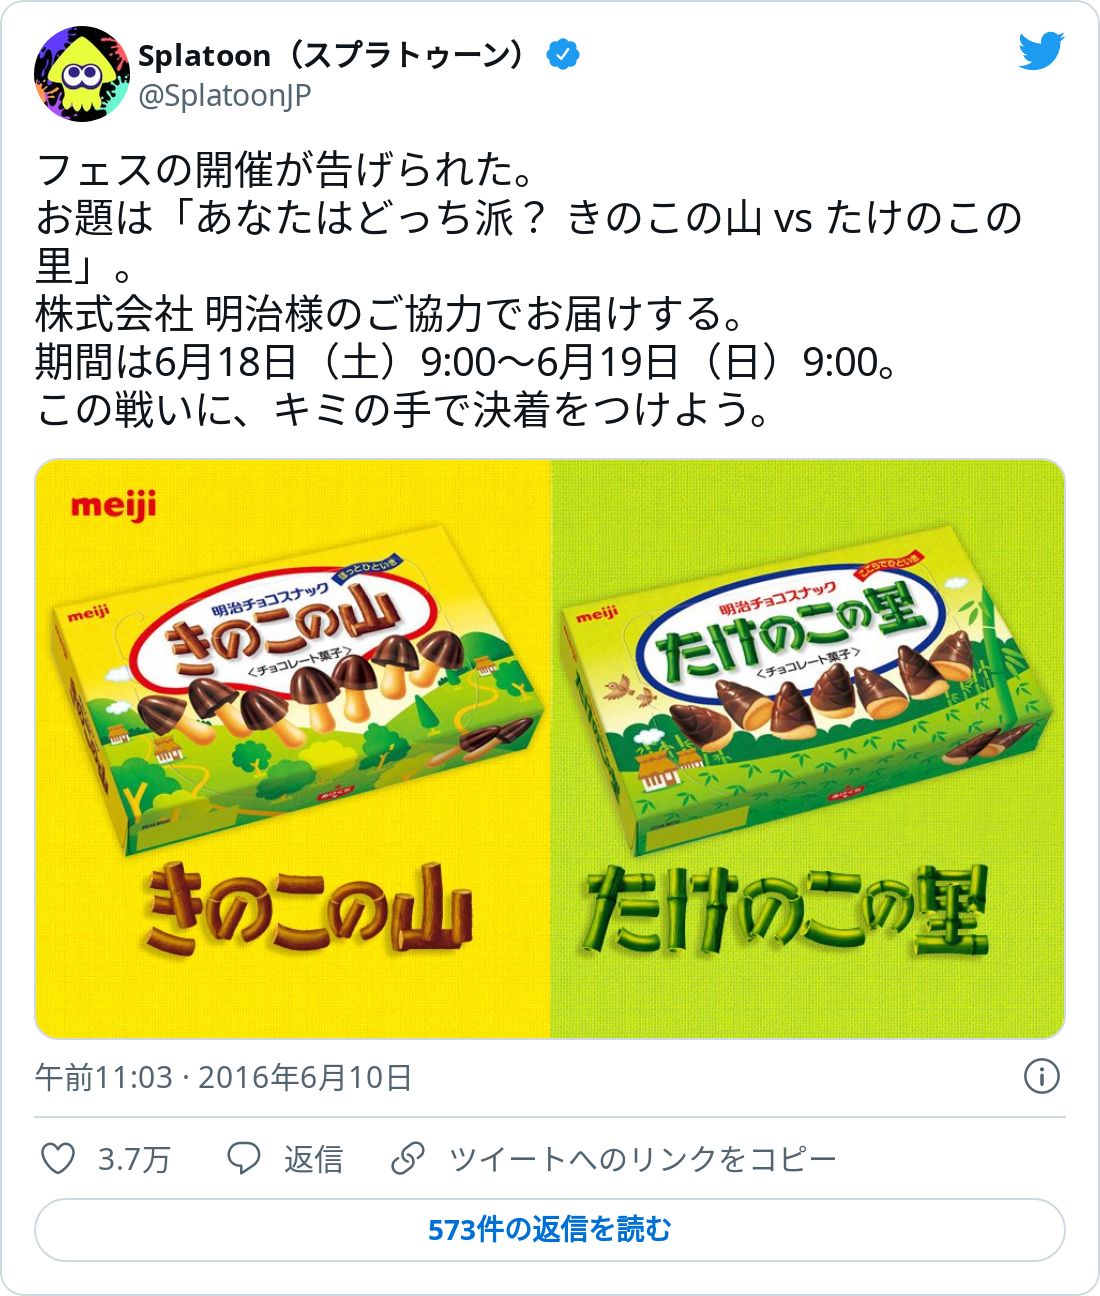 Splatoon（スプラトゥーン）
@SplatoonJP
フェスの開催が告げられた。
お題は「あなたはどっち派？ きのこの山 vs たけのこの
里」。
株式会社 明治様のご協力でお届けする。
期間は6月18日（土）9:00〜6月19日（日）9:00。
この戦いに、キミの手で決着をつけよう。
meiji
meiji
ほっとひといき
明治チョコスナック
きのこの山
〈チョコレート菓子〉
meiji
ここらでひといき
明治チョコスナック
たけのこの里
〈チョコレート菓子〉
きのこの山
たけのこの里
午前11:03 · 2016年6月10日
3.7万 返信 ツイートへのリンクをコピー
573件の返信を読む